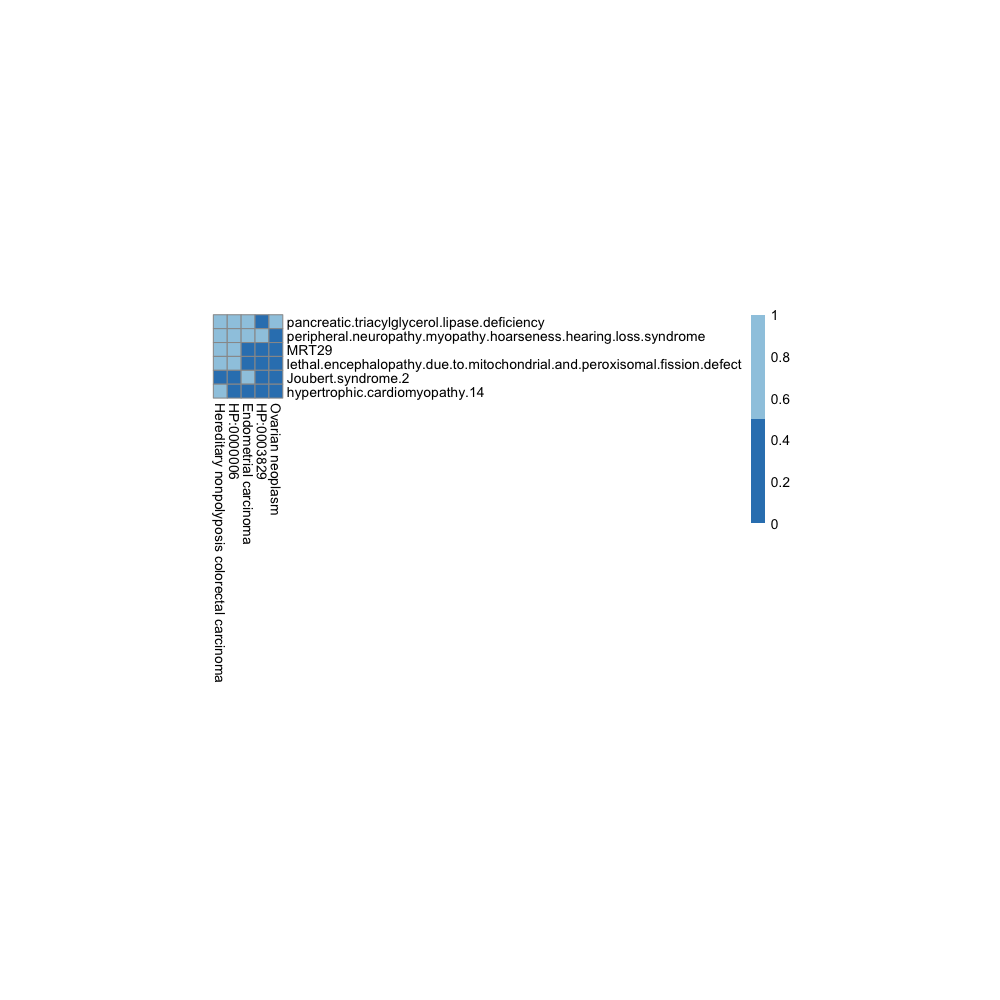 pancreatic.triacylglycerol.lipase.deficiency
peripheral.neuropathy.myopathy.hoarseness.hearing.loss.syndrome
MRT29
lethal.encephalopathy.due.to.mitochondrial.and.peroxisomal.fission.defect
Joubert.syndrome.2
hypertrophic.cardiomyopathy.14
Hereditary nonpolyposis colorectal carcinoma
HP:0000006
Endometrial carcinoma
HP:0003829
Ovarian neoplasm
1
0.8
0.6
0.4
0.2
0